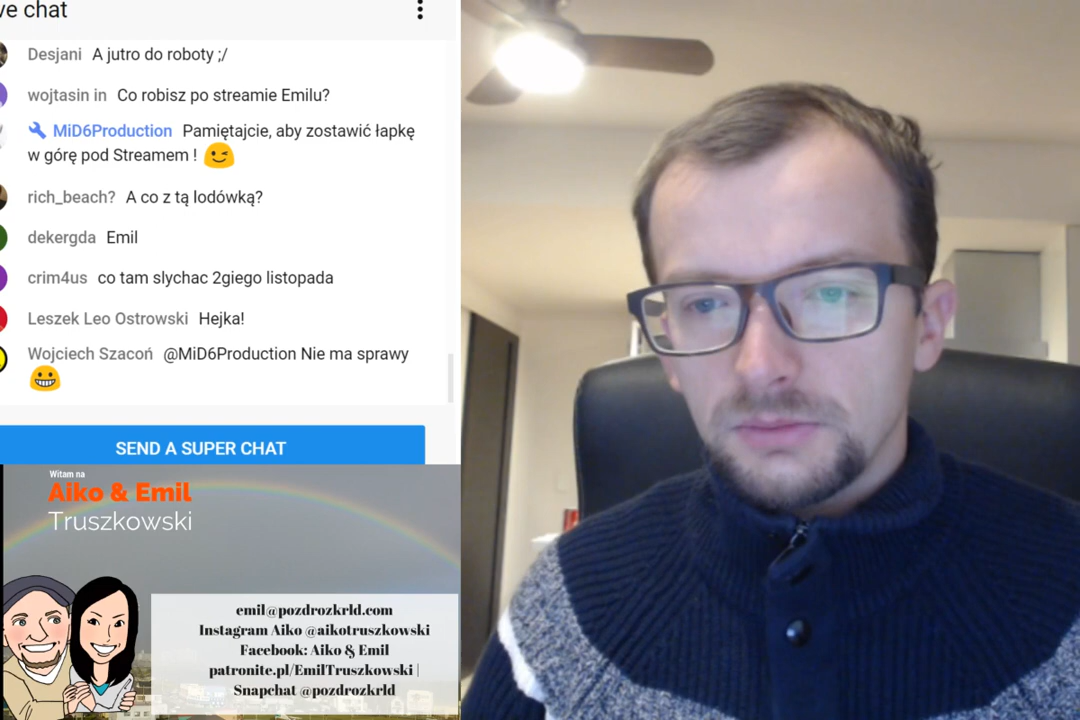 ve chat
Desjani A jutro do roboty ;/
wojtasin in Co robisz po streamie Emilu?
MiD6Production Pamiętajcie, aby zostawić łapkę
w górę pod Streamem !
rich_beach? A co z tą lodówką?
dekergda Emil
crim4us co tam slychac 2giego listopada
Leszek Leo Ostrowski Hejka!
Wojciech Szacoń @MiD6Production Nie ma sprawy
SEND A SUPER CHAT
Witam na
Aiko & Emil
Truszkowski
emil@pozdrozkrld.com
Instagram Aiko @aikotruszkowski
Facebook: Aiko & Emil
patronite.pl/EmilTruszkowski |
Snapchat @pozdrozkrld